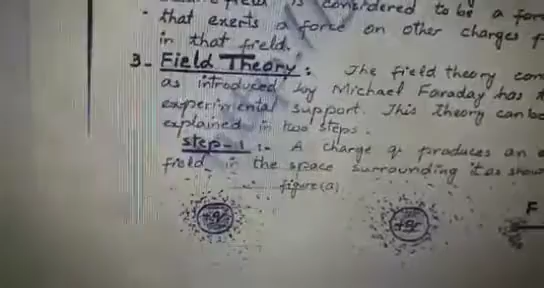 is considered to be a
that exerts a force on other charges
in that field.
3- Field Theory: The field theory
as introduced by Michael Faraday has
experimental support. This theory can be
explained in two steps.
Step-1 :- A charge q produces an
field in the space surrounding it as show
figure (a)
+q
F